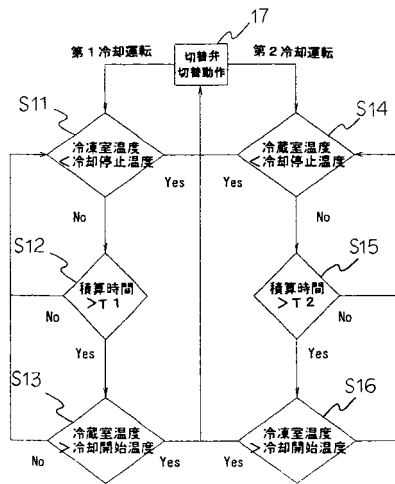 17
第1冷却運転
切替弁
切替動作
第2冷却運転
S11
冷凍室温度
<冷却停止温度
Yes
No
S14
冷蔵室温度
<冷却停止温度
Yes
No
S12
積算時間
>T1
No
Yes
S15
積算時間
>T2
No
Yes
S13
冷蔵室温度
>冷却開始温度
No
Yes
S16
冷凍室温度
>冷却開始温度
Yes
No